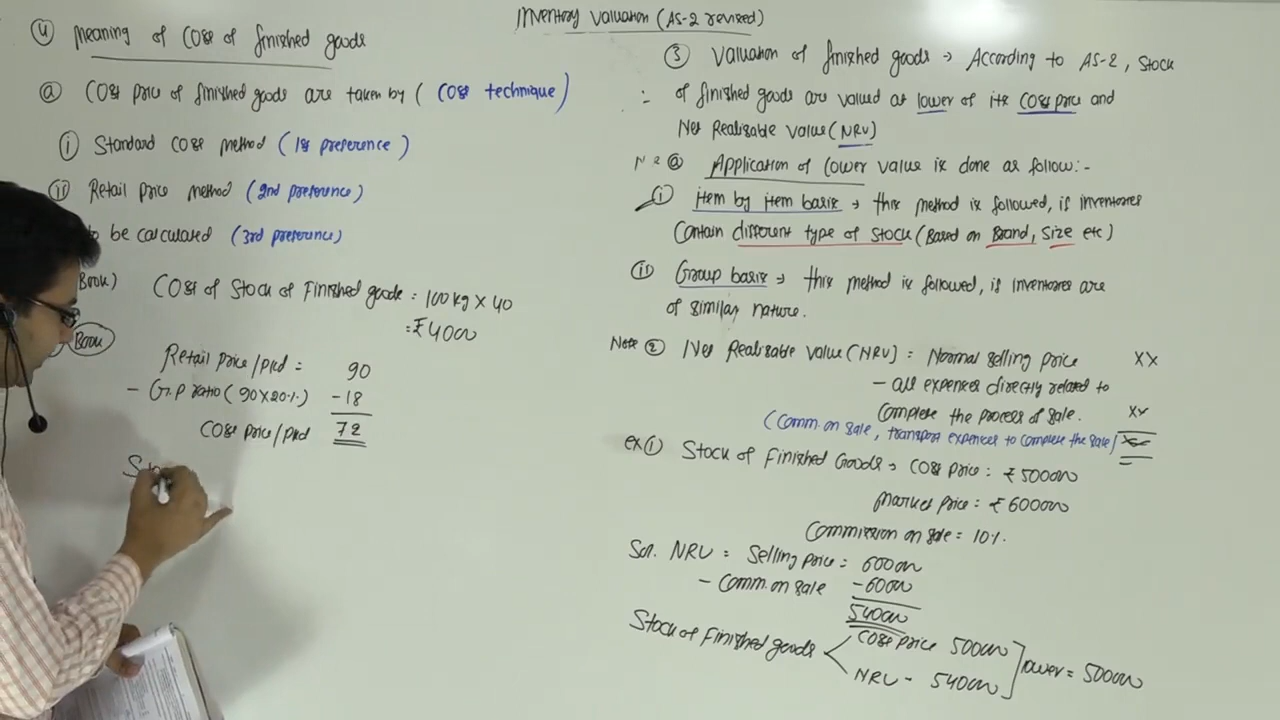 Inventory Valuation (AS-2 revised)
④ Meaning of Cost of finished goods
ⓐ Cost price of finished goods are taken by ( Cost technique )
ⓘ Standard Cost method ( 1st preference )
ⓘⓘ Retail price method ( 2nd preference )
to be calculated ( 3rd preference )
Book) Cost of Stock of Finished goods = 100 kg × 40
= ₹ 4000
Book
Retail price/prd = 90
- G.P ratio ( 90×20%) -18
Cost price/prd 72
③ Valuation of finished goods → According to AS-2, Stock
of finished goods are valued at lower of its Cost price and
Net Realisable Value (NRV)
ⓐ Application of Lower value is done as follow:-
ⓘ item by item basis → this method is followed, is inventories
Contain different type of Stock (Based on Brand, Size etc)
ⓘⓘ Group basis → this method is followed, is inventories are
of similar nature.
Note ② Net Realisable Value (NRV) = Normal selling price XX
- all expences directly related to
Complete the process of sale. XX
( Comm. on sale, transport expences to complete the sale)
ex ① Stock of Finished Goods → Cost price = ₹ 50000
Market price = ₹ 60000
Commission on sale = 10%
Sol. NRV = Selling price = 60000
- Comm. on sale -6000
54000
Stock of Finished goods < Cost price 50000
NRV - 54000 ] lower = 50000